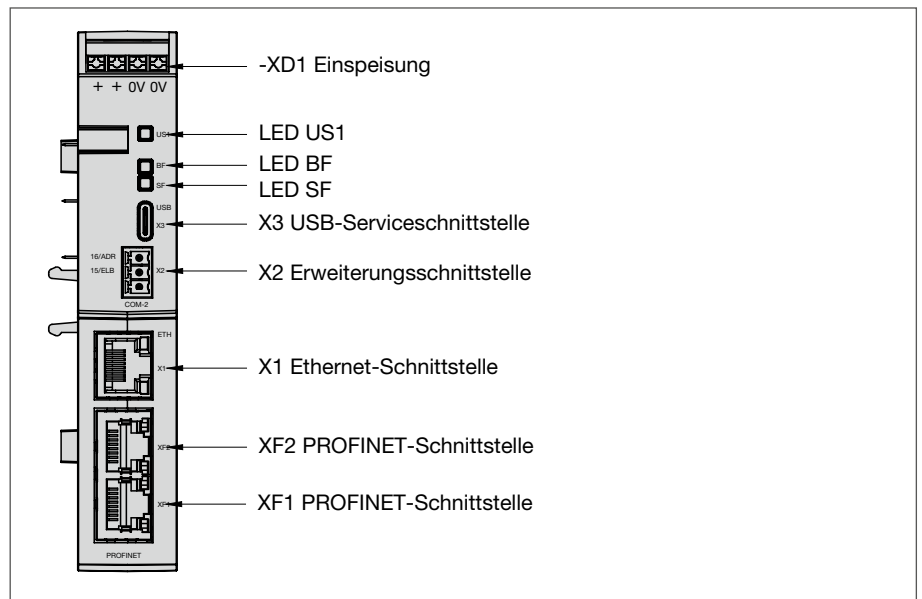 -XD1 Einspeisung
+ + 0V 0V
US1 LED US1
BF LED BF
SF LED SF
USB
X3 X3 USB-Serviceschnittstelle
16/ADR
15/ELB X2 X2 Erweiterungsschnittstelle
COM-2
ETH
X1 X1 Ethernet-Schnittstelle
XF2 XF2 PROFINET-Schnittstelle
XF1 XF1 PROFINET-Schnittstelle
PROFINET